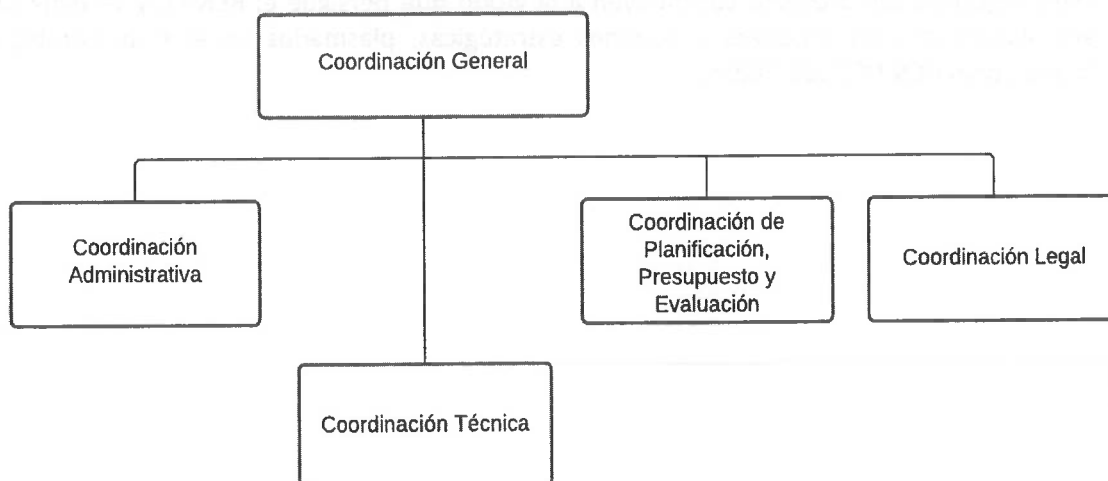 Coordinación General
Coordinación
Administrativa
Coordinación de
Planificación,
Presupuesto y
Evaluación
Coordinación Legal
Coordinación Técnica